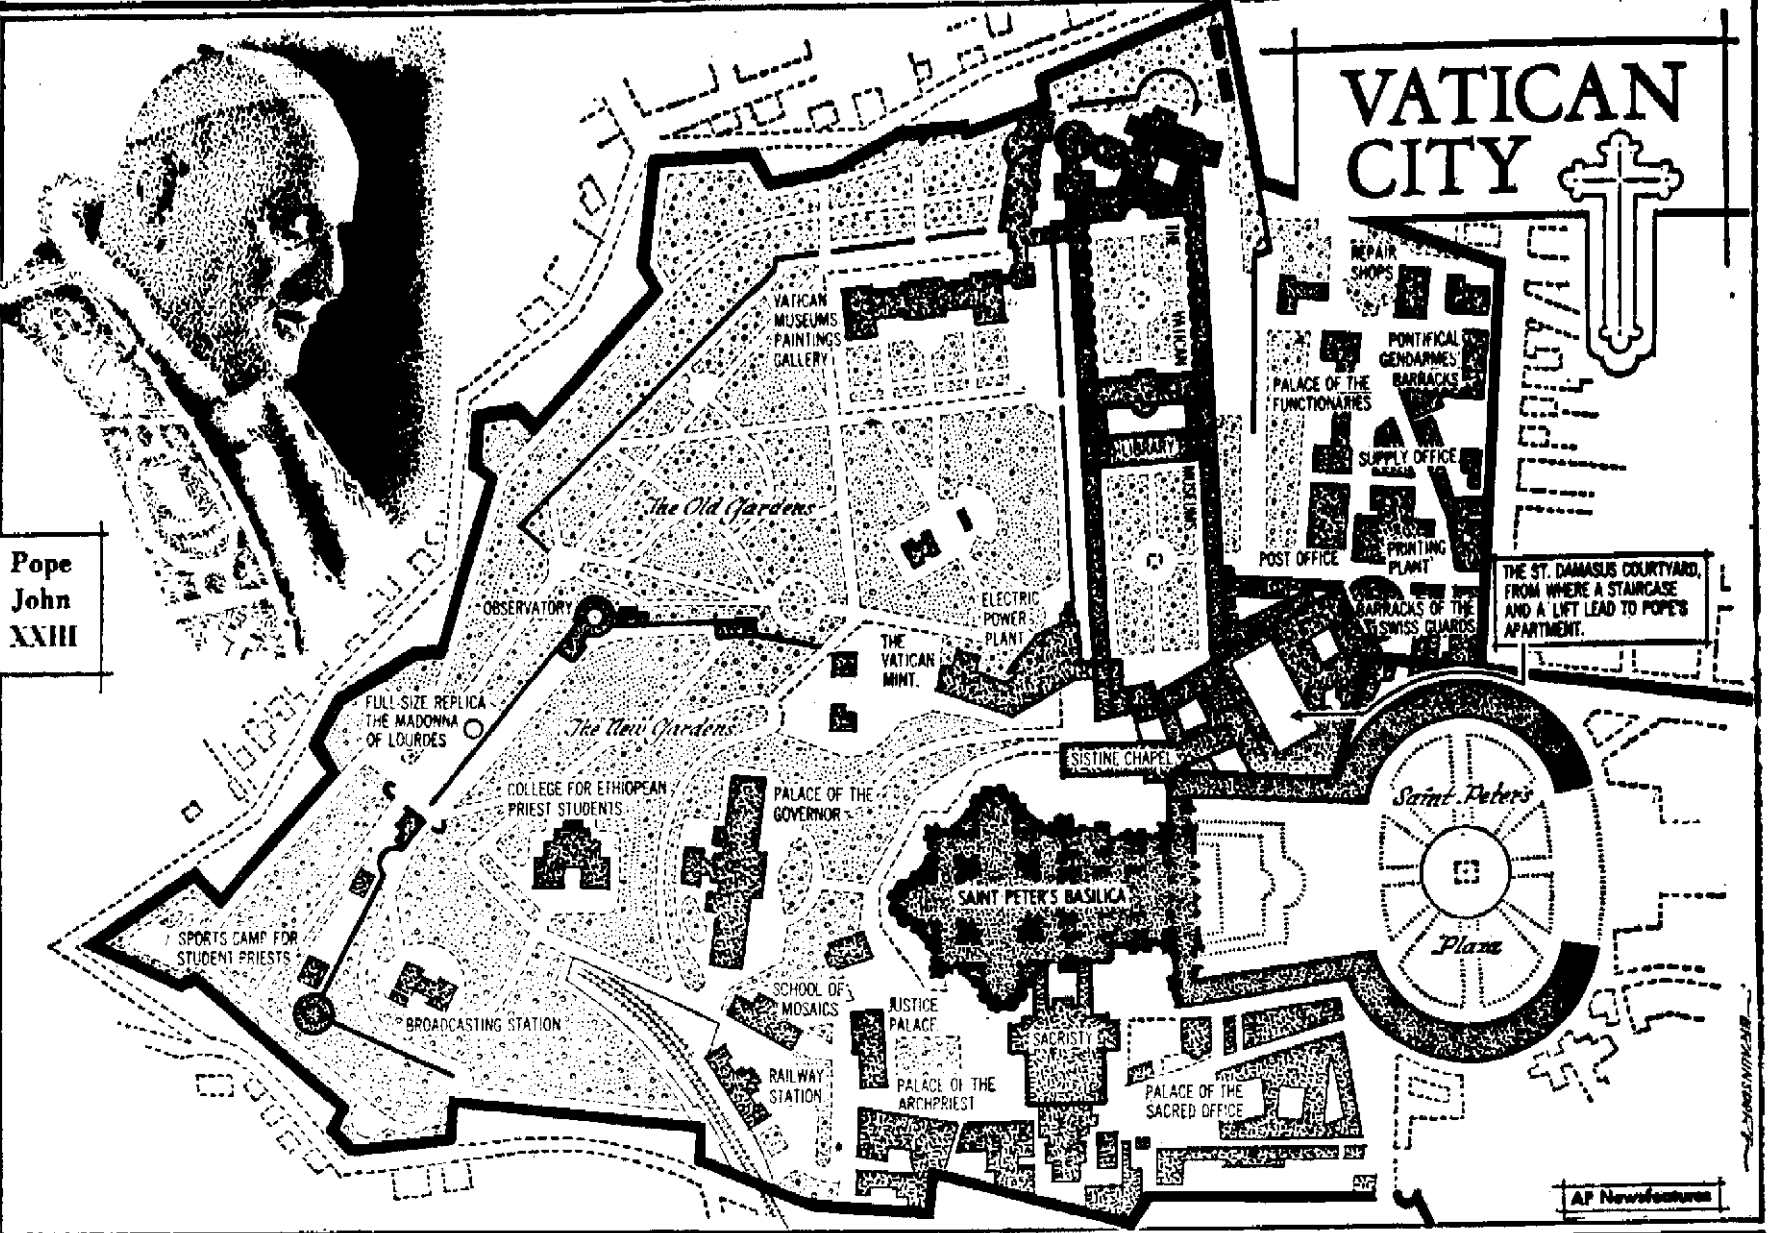 VATICAN
CITY
Pope
John
XXIII
REPAIR
SHOPS
THE VATICAN
MUSEUMS
LIBRARY
VATICAN
MUSEUMS
PAINTINGS
GALLERY
PONTIFICAL
GENDARMES'
BARRACKS
PALACE OF THE
FUNCTIONARIES
SUPPLY OFFICE
The Old Gardens
POST OFFICE
PRINTING
PLANT
THE ST. DAMASUS COURTYARD,
FROM WHERE A STAIRCASE
AND A LIFT LEAD TO POPE'S
APARTMENT.
OBSERVATORY
ELECTRIC
POWER
PLANT
BARRACKS OF THE
SWISS GUARDS
THE
VATICAN
MINT.
FULL-SIZE REPLICA
THE MADONNA
OF LOURDES
The New Gardens
SISTINE CHAPEL
COLLEGE FOR ETHIOPEAN
PRIEST STUDENTS
PALACE OF THE
GOVERNOR
Saint Peter's
Plaza
SAINT PETER'S BASILICA
SPORTS CAMP FOR
STUDENT PRIESTS
SCHOOL OF
MOSAICS
JUSTICE
PALACE
BROADCASTING STATION
SACRISTY
RAILWAY
STATION
PALACE OF THE
ARCHPRIEST
PALACE OF THE
SACRED OFFICE
AP Newsfeatures